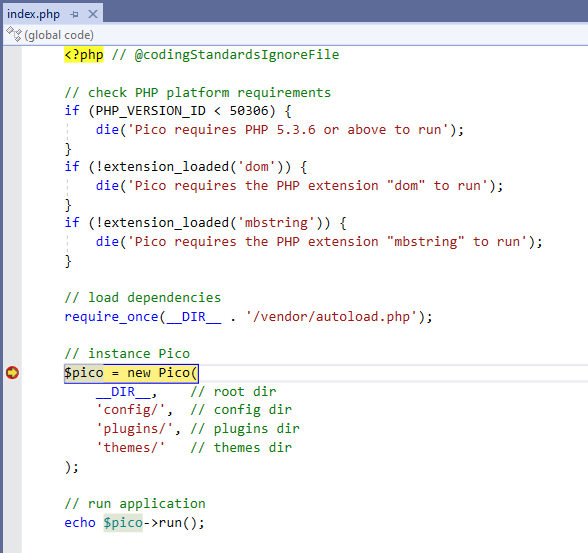 index.php
(global code)
<?php // @codingStandardsIgnoreFile
// check PHP platform requirements
if (PHP_VERSION_ID < 50306) {
    die('Pico requires PHP 5.3.6 or above to run');
}
if (!extension_loaded('dom')) {
    die('Pico requires the PHP extension "dom" to run');
}
if (!extension_loaded('mbstring')) {
    die('Pico requires the PHP extension "mbstring" to run');
}
// load dependencies
require_once(__DIR__ . '/vendor/autoload.php');
// instance Pico
$pico = new Pico(
    __DIR__,    // root dir
    'config/',  // config dir
    'plugins/', // plugins dir
    'themes/'   // themes dir
);
// run application
echo $pico->run();